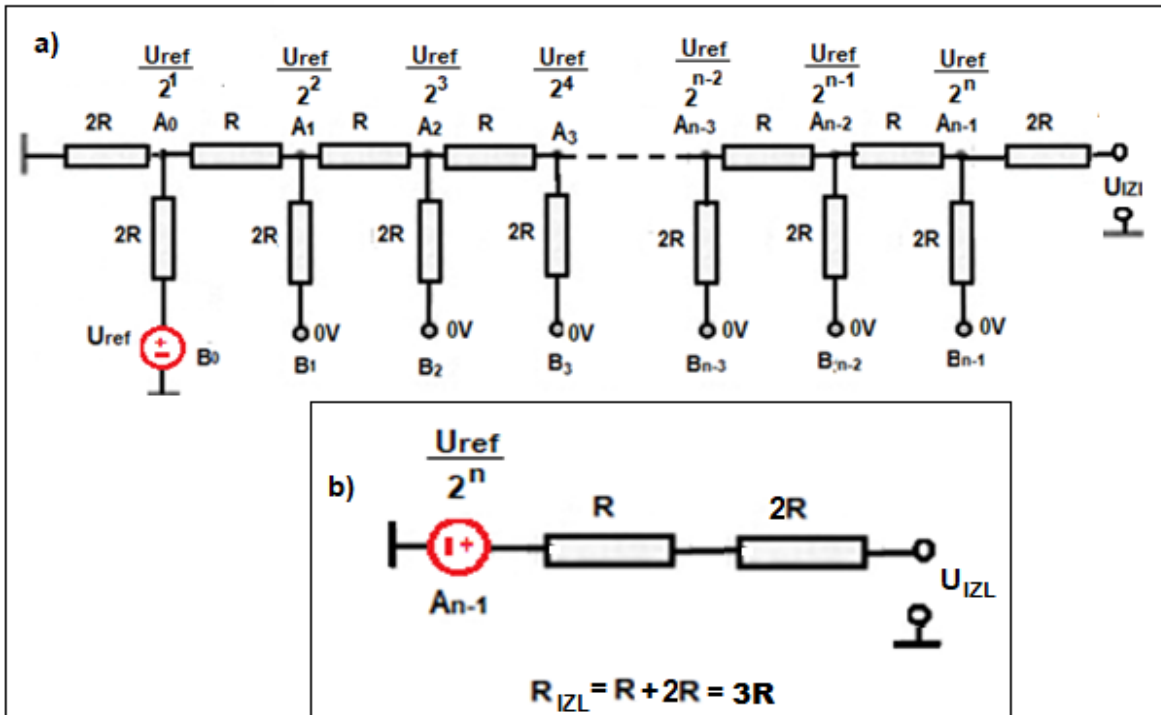 a)
Uref Uref Uref Uref Uref Uref Uref
2^1 2^2 2^3 2^4 2^n-2 2^n-1 2^n
2R A0 R A1 R A2 R A3 An-3 R An-2 R An-1 2R
UIZl
2R 2R 2R 2R 2R 2R 2R
Uref B0 0V 0V 0V 0V 0V 0V
B1 B2 B3 Bn-3 B:n-2 Bn-1
b)
Uref
2^n
R 2R
An-1
UIZL
RIZL = R + 2R = 3R